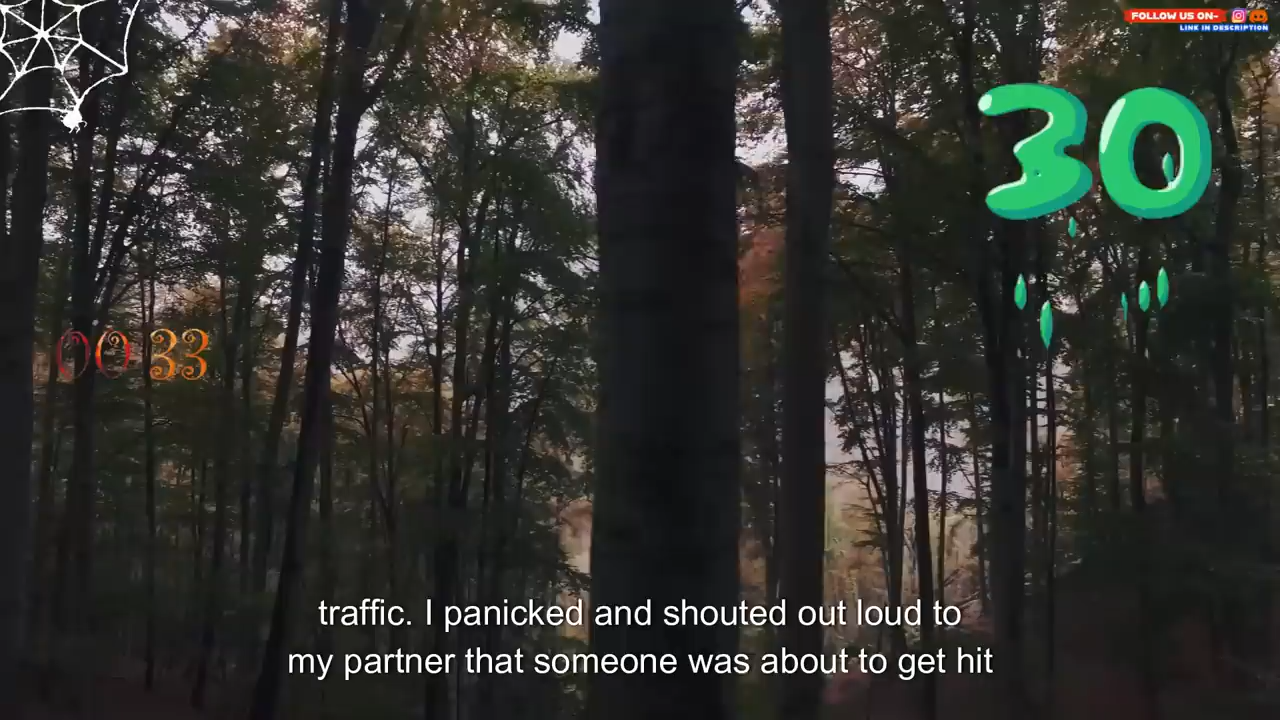 FOLLOW US ON-
LINK IN DESCRIPTION
30
00 33
traffic. I panicked and shouted out loud to
my partner that someone was about to get hit